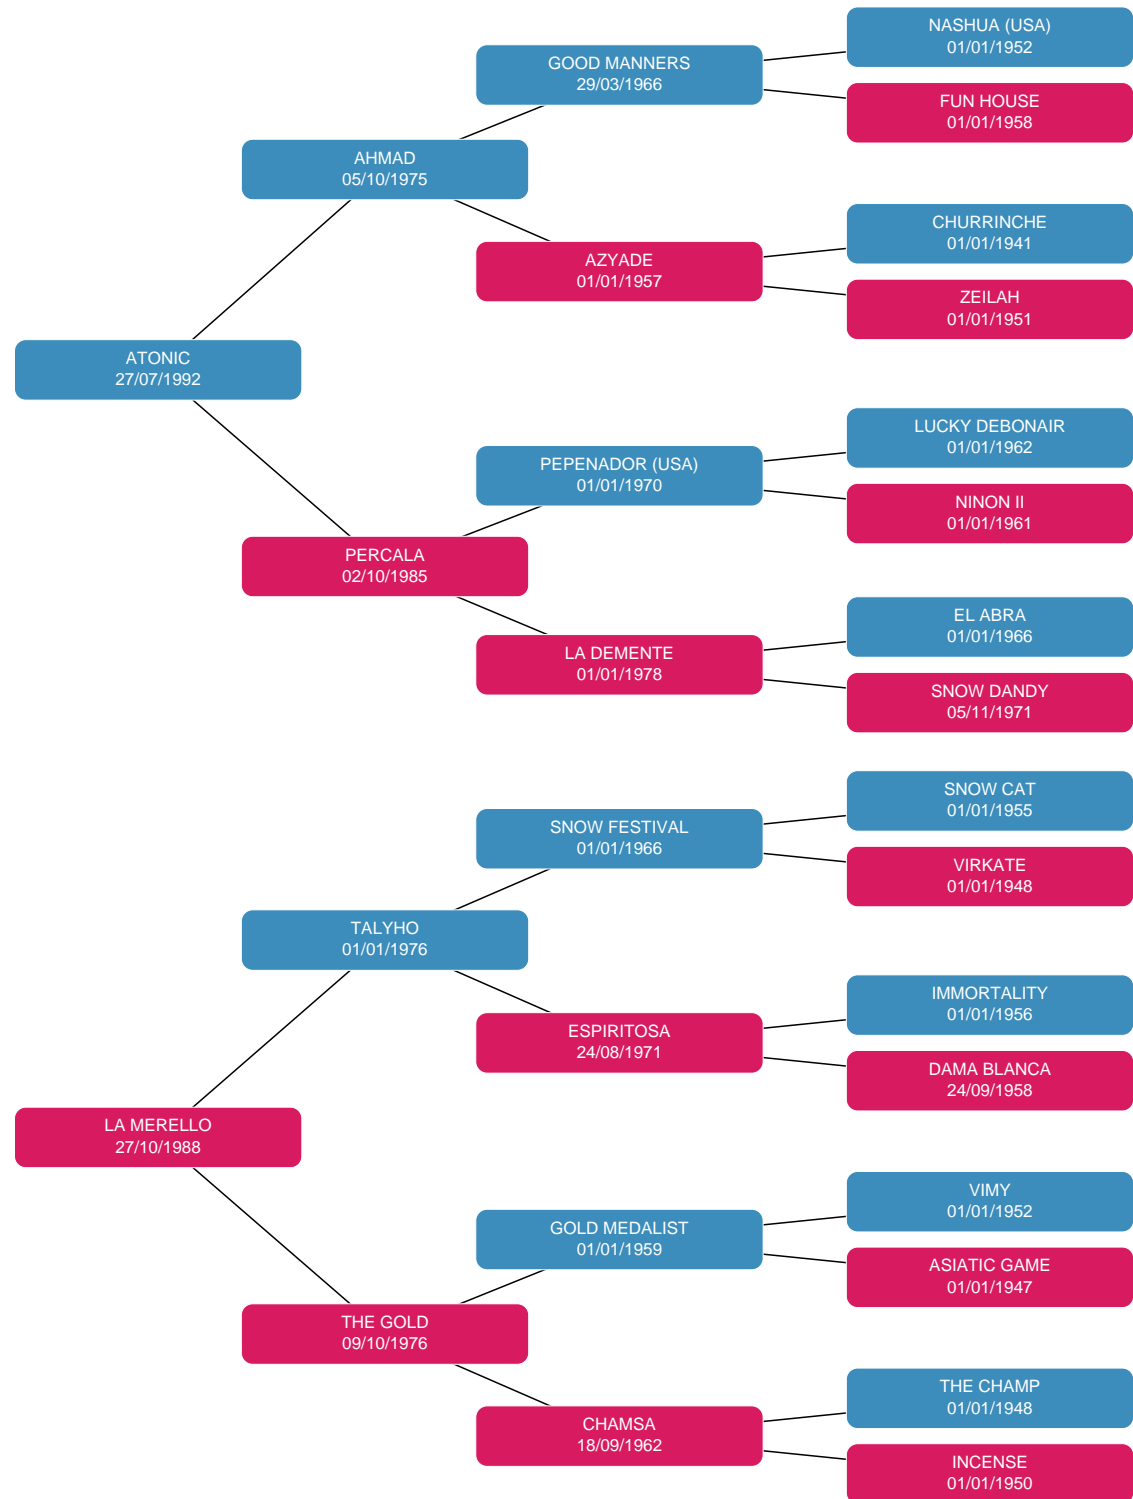 NASHUA (USA)
01/01/1952
GOOD MANNERS
29/03/1966
FUN HOUSE
01/01/1958
AHMAD
05/10/1975
CHURRINCHE
01/01/1941
AZYADE
01/01/1957
ZEILAH
01/01/1951
ATONIC
27/07/1992
LUCKY DEBONAIR
01/01/1962
PEPENADOR (USA)
01/01/1970
NINON II
01/01/1961
PERCALA
02/10/1985
EL ABRA
01/01/1966
LA DEMENTE
01/01/1978
SNOW DANDY
05/11/1971
SNOW CAT
01/01/1955
SNOW FESTIVAL
01/01/1966
VIRKATE
01/01/1948
TALYHO
01/01/1976
IMMORTALITY
01/01/1956
ESPIRITOSA
24/08/1971
DAMA BLANCA
24/09/1958
LA MERELLO
27/10/1988
VIMY
01/01/1952
GOLD MEDALIST
01/01/1959
ASIATIC GAME
01/01/1947
THE GOLD
09/10/1976
THE CHAMP
01/01/1948
CHAMSA
18/09/1962
INCENSE
01/01/1950